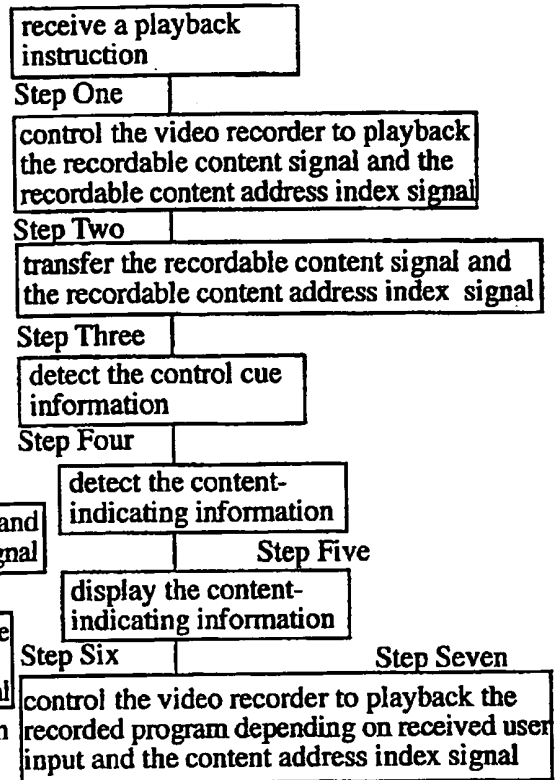 receive a playback
instruction
Step One
control the video recorder to playback
the recordable content signal and the
recordable content address index signal
Step Two
transfer the recordable content signal and
the recordable content address index signal
Step Three
detect the control cue
information
Step Four
detect the content-
indicating information
and
gnal
Step Five
display the content-
indicating information
e
l
n
Step Six
Step Seven
control the video recorder to playback the
recorded program depending on received user
input and the content address index signal